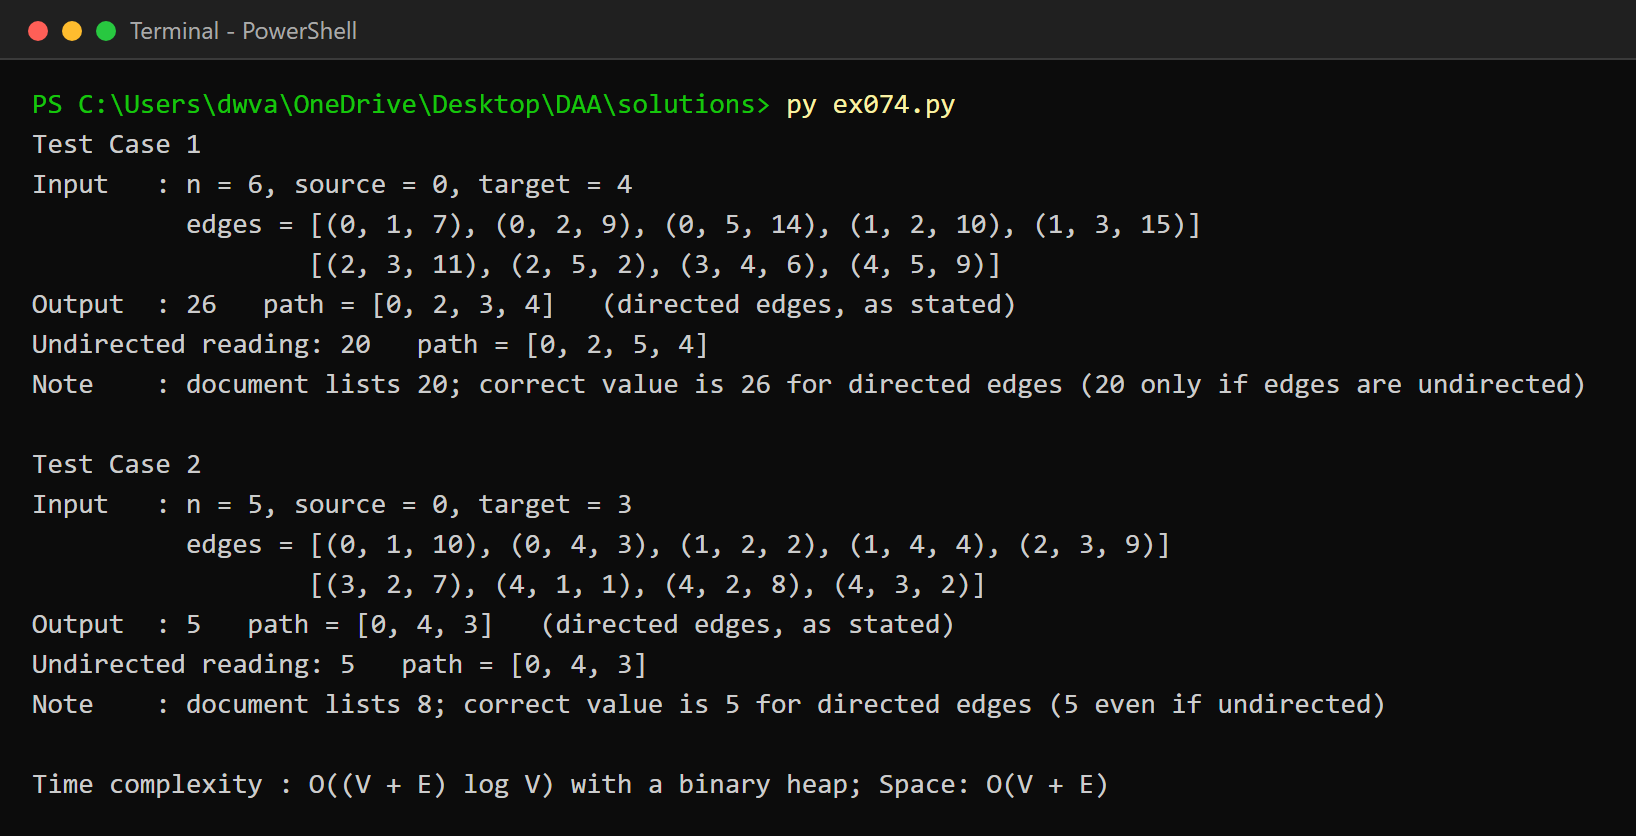 Terminal - PowerShell
PS C:\Users\dwva\OneDrive\Desktop\DAA\solutions> py ex074.py
Test Case 1
Input   : n = 6, source = 0, target = 4
          edges = [(0, 1, 7), (0, 2, 9), (0, 5, 14), (1, 2, 10), (1, 3, 15)]
                  [(2, 3, 11), (2, 5, 2), (3, 4, 6), (4, 5, 9)]
Output  : 26   path = [0, 2, 3, 4]   (directed edges, as stated)
Undirected reading: 20   path = [0, 2, 5, 4]
Note    : document lists 20; correct value is 26 for directed edges (20 only if edges are undirected)

Test Case 2
Input   : n = 5, source = 0, target = 3
          edges = [(0, 1, 10), (0, 4, 3), (1, 2, 2), (1, 4, 4), (2, 3, 9)]
                  [(3, 2, 7), (4, 1, 1), (4, 2, 8), (4, 3, 2)]
Output  : 5   path = [0, 4, 3]   (directed edges, as stated)
Undirected reading: 5   path = [0, 4, 3]
Note    : document lists 8; correct value is 5 for directed edges (5 even if undirected)

Time complexity : O((V + E) log V) with a binary heap; Space: O(V + E)